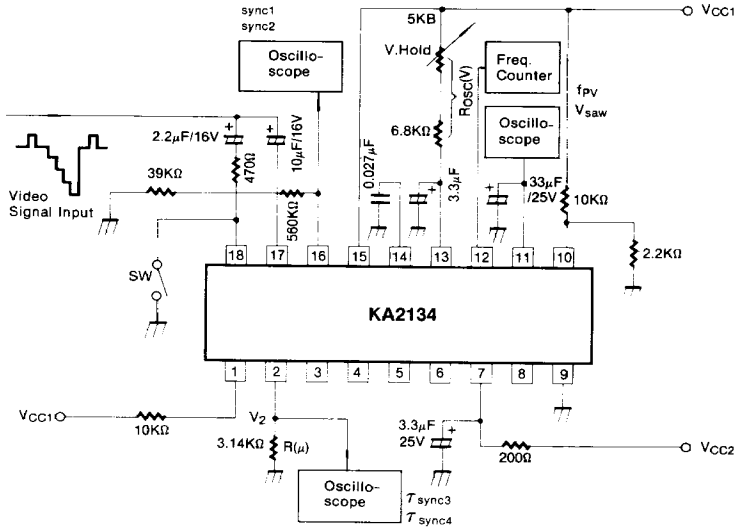 sync1
sync2
Oscillo-
scope
5KB
V.Hold
VCC1
Freq.
Counter
ROSC(V)
fPV
Vsaw
Oscillo-
scope
2.2μF/16V
+
+
10μF/16V
470Ω
39KΩ
560KΩ
6.8KΩ
0.027μF
+
3.3μF
+
33μF
/25V
10KΩ
2.2KΩ
Video
Signal Input
SW
18
17
16
15
14
13
12
11
10
KA2134
1
2
3
4
5
6
7
8
9
VCC1
10KΩ
V2
3.14KΩ
R(μ)
3.3μF
25V
+
200Ω
VCC2
Oscillo-
scope
τ sync3
τ sync4